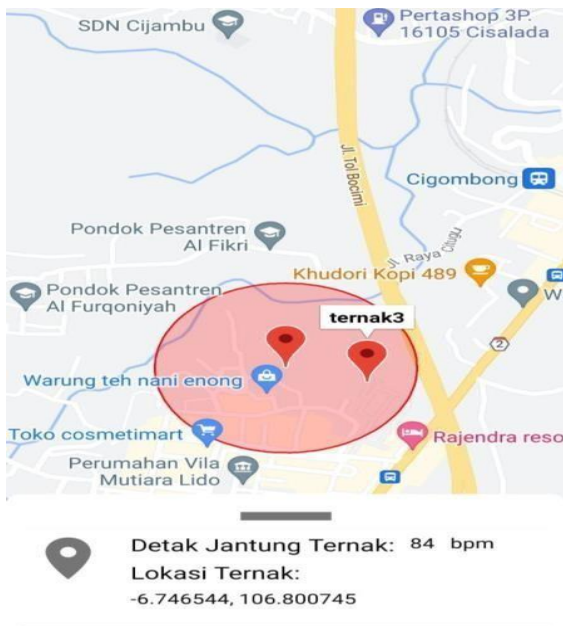 SDN Cijambu
Pertashop 3P.
16105 Cisalada
Jl. Tol Bocimi
Cigombong
Pondok Pesantren
Al Fikri
Jl. Raya
Khudori Kopi 489
Pondok Pesantren
Al Furqoniyah
W
ternak3
2
Warung teh nani enong
Toko cosmetimart
Rajendra reso
Perumahan Vila
Mutiara Lido
Detak Jantung Ternak: 84 bpm
Lokasi Ternak:
-6.746544, 106.800745